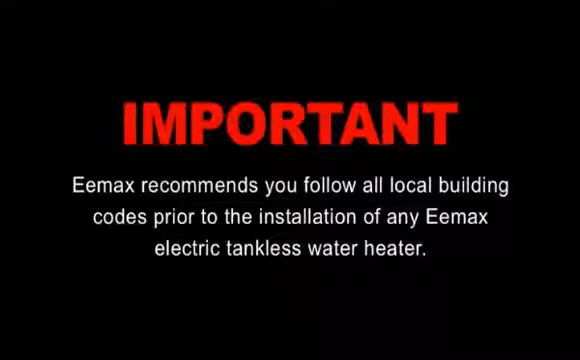 IMPORTANT
Eemax recommends you follow all local building
codes prior to the installation of any Eemax
electric tankless water heater.